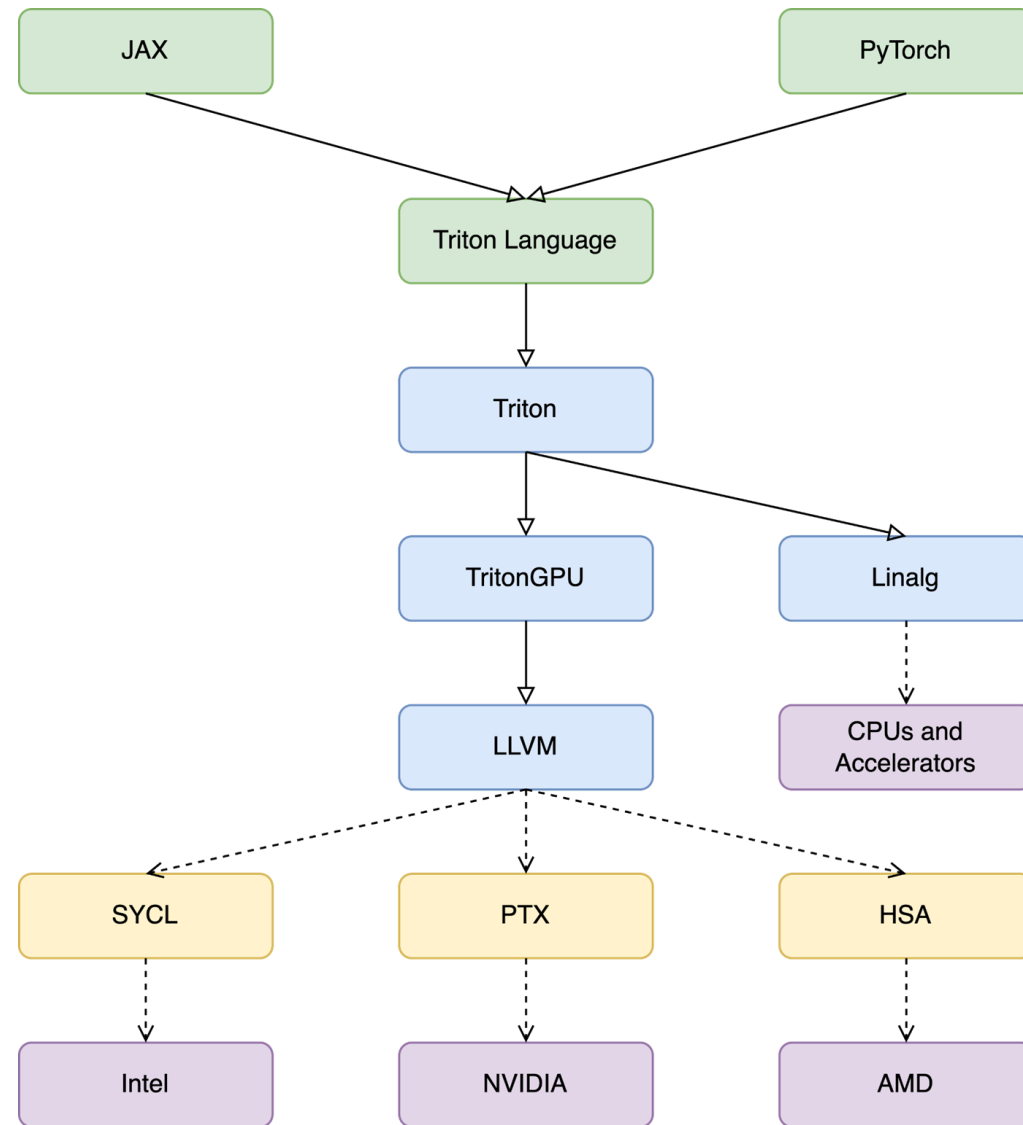 JAX
PyTorch
Triton Language
Triton
TritonGPU
Linalg
LLVM
CPUs and
Accelerators
SYCL
PTX
HSA
Intel
NVIDIA
AMD